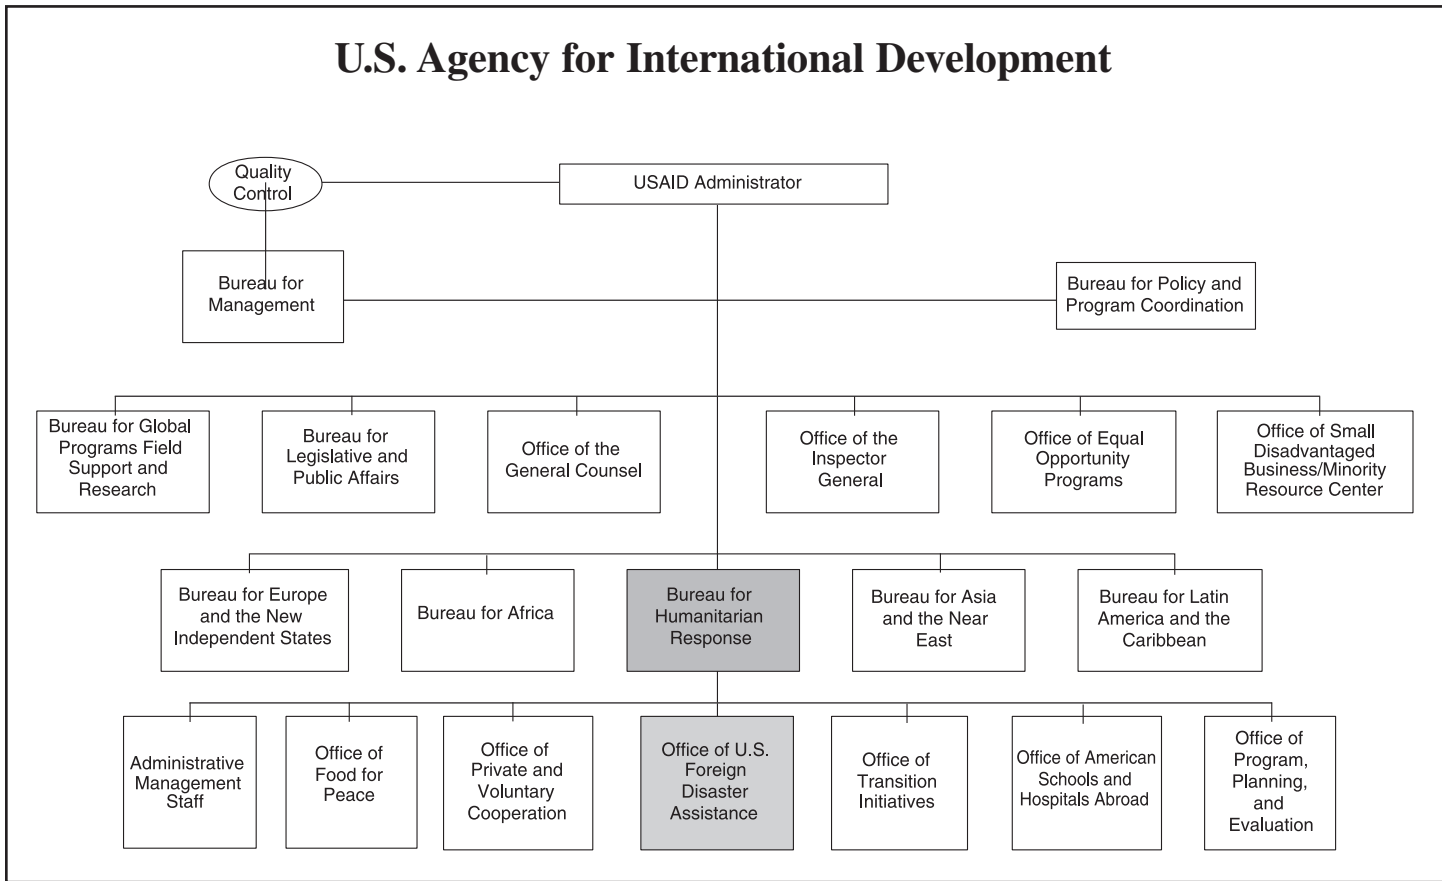 U.S. Agency for International Development
Quality
Control
USAID Administrator
Bureau for
Management
Bureau for Policy and
Program Coordination
Bureau for Global
Programs Field
Support and
Research
Bureau for
Legislative and
Public Affairs
Office of the
General Counsel
Office of the
Inspector
General
Office of Equal
Opportunity
Programs
Office of Small
Disadvantaged
Business/Minority
Resource Center
Bureau for Europe
and the New
Independent States
Bureau for Africa
Bureau for
Humanitarian
Response
Bureau for Asia
and the Near
East
Bureau for Latin
America and the
Caribbean
Administrative
Management
Staff
Office of
Food for
Peace
Office of
Private and
Voluntary
Cooperation
Office of U.S.
Foreign
Disaster
Assistance
Office of
Transition
Initiatives
Office of American
Schools and
Hospitals Abroad
Office of
Program,
Planning,
and
Evaluation